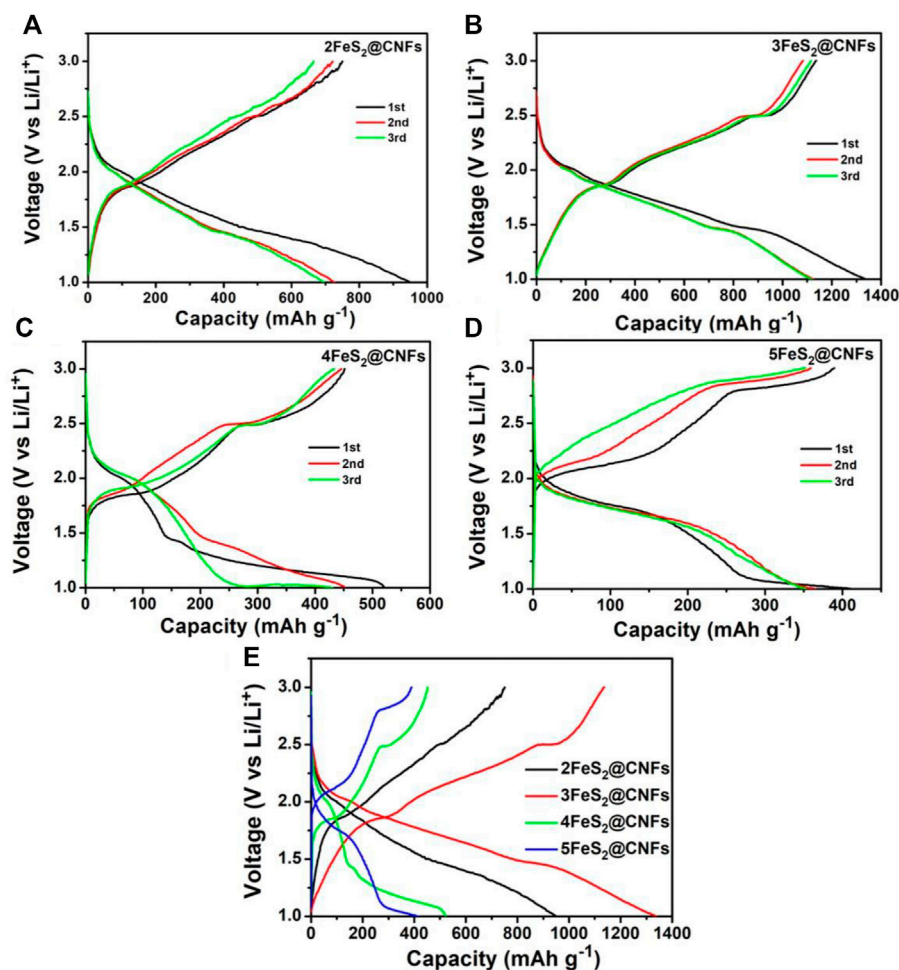 A
2FeS₂@CNFs
3.0
2.5
2.0
1.5
1.0
Voltage (V vs Li/Li⁺)
1st
2nd
3rd
0 200 400 600 800 1000
Capacity (mAh g⁻¹)
B
3FeS₂@CNFs
3.0
2.5
2.0
1.5
1.0
Voltage (V vs Li/Li⁺)
1st
2nd
3rd
0 200 400 600 800 1000 1200 1400
Capacity (mAh g⁻¹)
C
4FeS₂@CNFs
3.0
2.5
2.0
1.5
1.0
Voltage (V vs Li/Li⁺)
1st
2nd
3rd
0 100 200 300 400 500 600
Capacity (mAh g⁻¹)
D
5FeS₂@CNFs
3.0
2.5
2.0
1.5
1.0
Voltage (V vs Li/Li⁺)
1st
2nd
3rd
0 100 200 300 400
Capacity (mAh g⁻¹)
E
3.0
2.5
2.0
1.5
1.0
Voltage (V vs Li/Li⁺)
2FeS₂@CNFs
3FeS₂@CNFs
4FeS₂@CNFs
5FeS₂@CNFs
0 200 400 600 800 1000 1200 1400
Capacity (mAh g⁻¹)